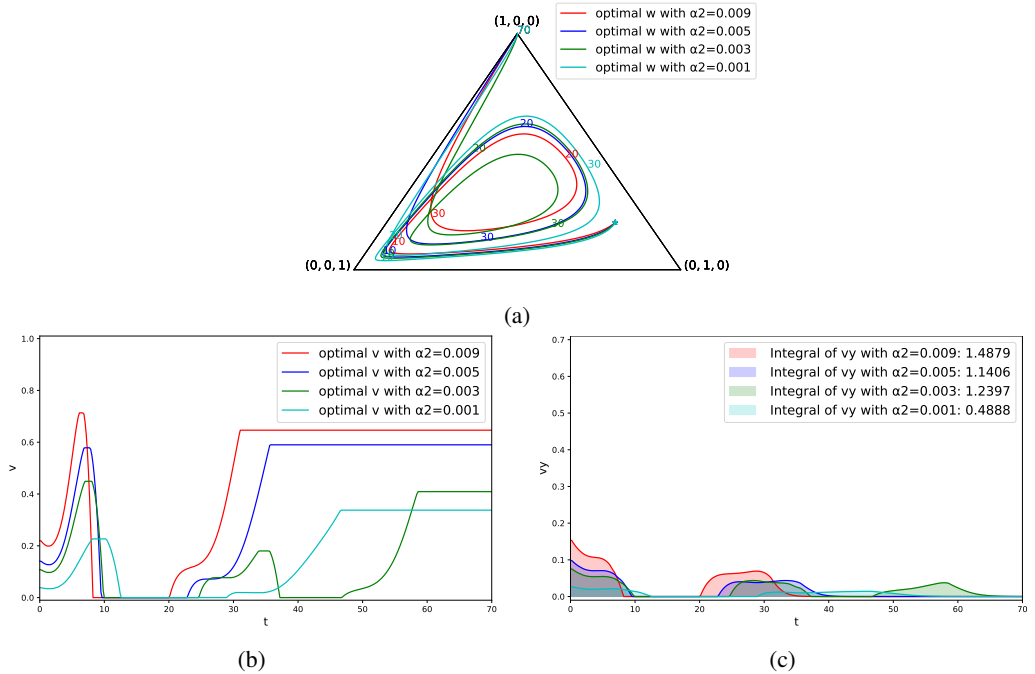 (1, 0, 0)
70
optimal w with α2=0.009
optimal w with α2=0.005
optimal w with α2=0.003
optimal w with α2=0.001
20
20
20
30
30
30
30
10
10
(0, 0, 1)
(0, 1, 0)
(a)
1.0
0.8
0.6
0.4
0.2
0.0
v
0
10
20
30
40
50
60
70
t
optimal v with α2=0.009
optimal v with α2=0.005
optimal v with α2=0.003
optimal v with α2=0.001
(b)
0.7
0.6
0.5
0.4
0.3
0.2
0.1
0.0
vy
0
10
20
30
40
50
60
70
t
Integral of vy with α2=0.009: 1.4879
Integral of vy with α2=0.005: 1.1406
Integral of vy with α2=0.003: 1.2397
Integral of vy with α2=0.001: 0.4888
(c)